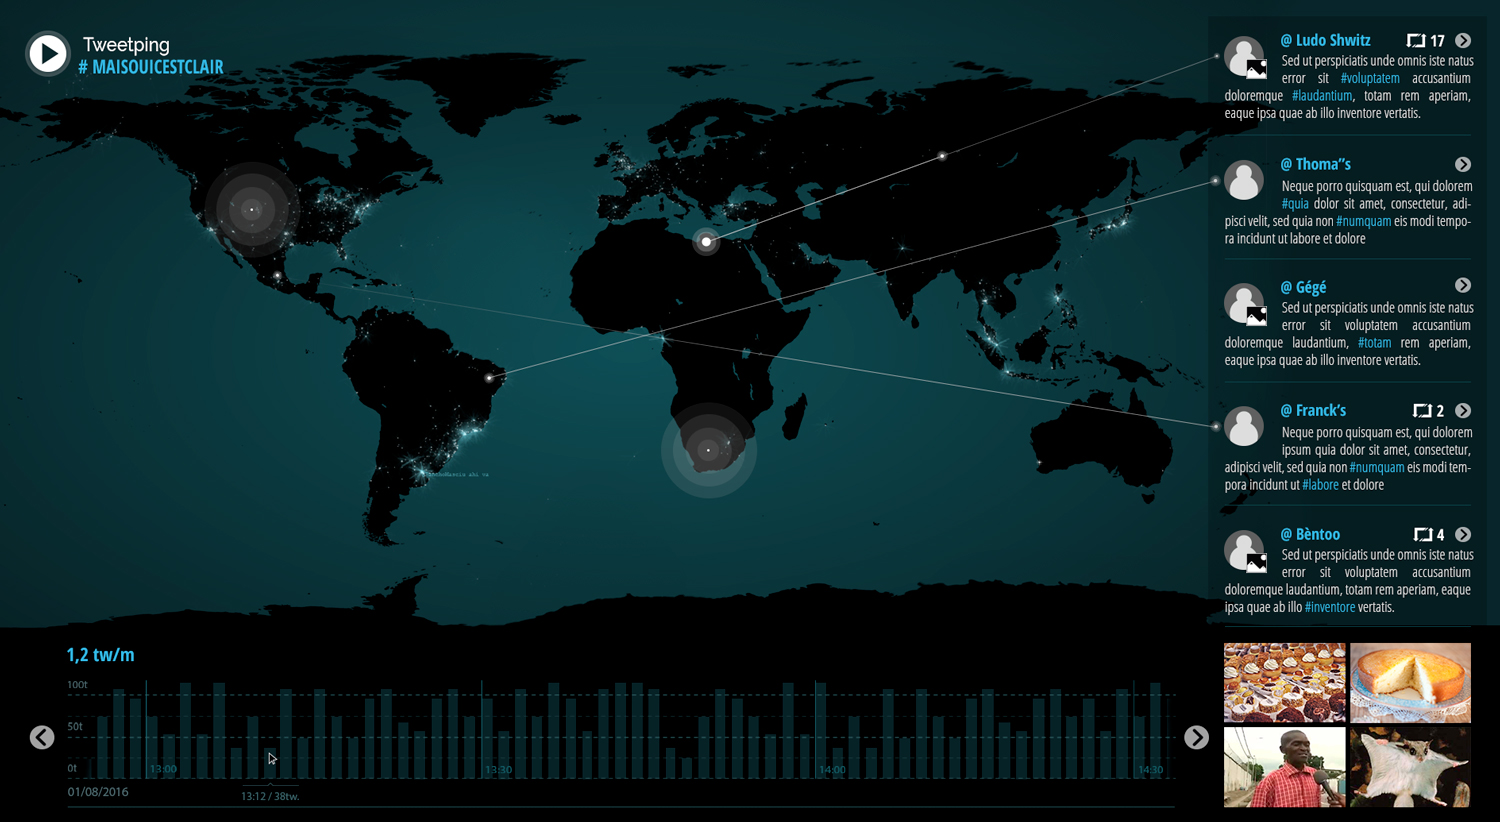 Tweetping
# MAISOUICESTCLAIR
@ Ludo Shwitz 17
Sed ut perspiciatis unde omnis iste natus
error sit #voluptatem accusantium
doloremque #laudantium, totam rem aperiam,
eaque ipsa quae ab illo inventore vertatis.
@ Thoma"s
Neque porro quisquam est, qui dolorem
#quia dolor sit amet, consectetur, adi-
pisci velit, sed quia non #numquam eis modi tempo-
ra incidunt ut labore et dolore
@ Gégé
Sed ut perspiciatis unde omnis iste natus
error sit voluptatem accusantium
doloremque laudantium, #totam rem aperiam,
eaque ipsa quae ab illo inventore vertatis.
@ Franck's 2
Neque porro quisquam est, qui dolorem
ipsum quia dolor sit amet, consectetur,
adipisci velit, sed quia non #numquam eis modi tem-
pora incidunt ut #labore et dolore
@ Bèntoo 4
Sed ut perspiciatis unde omnis iste natus
error sit voluptatem accusantium
doloremque laudantium, totam rem aperiam, eaque
ipsa quae ab illo #inventore vertatis.
1,2 tw/m
100t
50t
0t
13:00
13:30
14:00
14:30
01/08/2016
13:12 / 38tw.